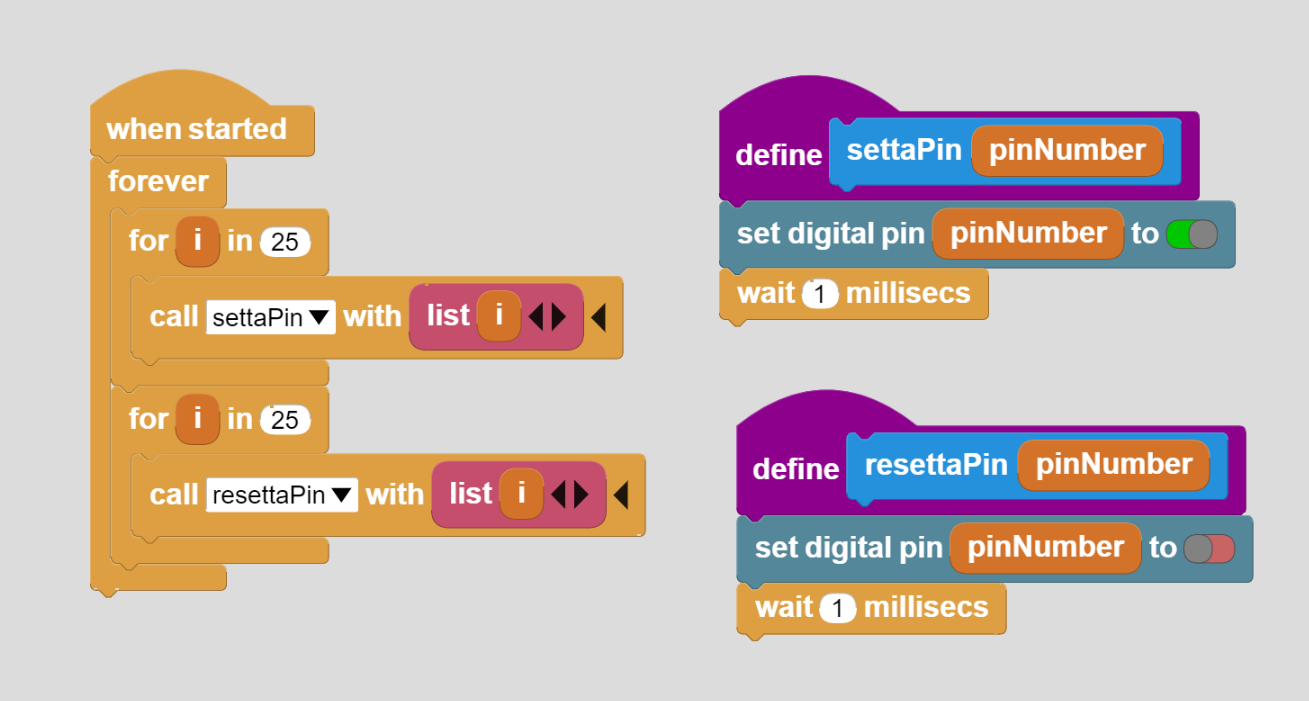 when started
forever
for i in 25
call settaPin with list i
for i in 25
call resettaPin with list i
define settaPin pinNumber
set digital pin pinNumber to
wait 1 millisecs
define resettaPin pinNumber
set digital pin pinNumber to
wait 1 millisecs